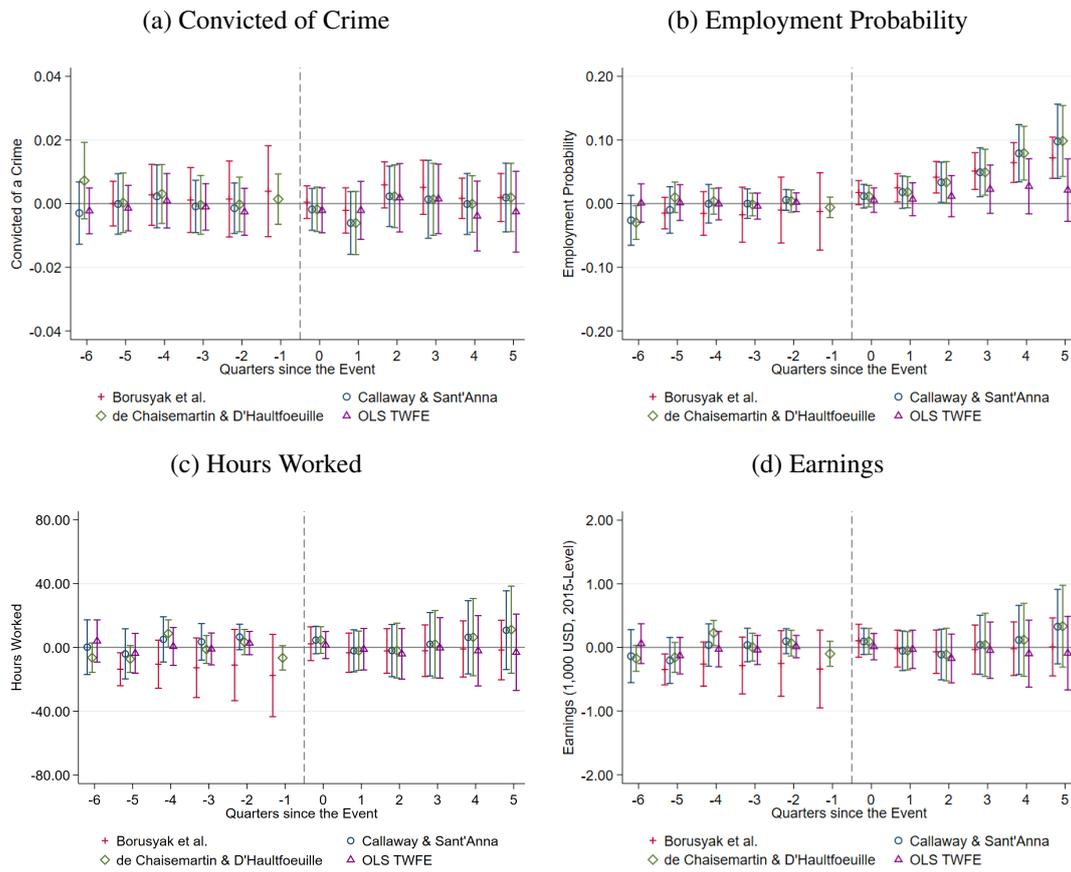 (a) Convicted of Crime
Convicted of a Crime
0.04
0.02
0.00
-0.02
-0.04
-6 -5 -4 -3 -2 -1 0 1 2 3 4 5
Quarters since the Event
Borusyak et al. Callaway & Sant'Anna
de Chaisemartin & D'Haultfoeuille OLS TWFE
(b) Employment Probability
Employment Probability
0.20
0.10
0.00
-0.10
-0.20
-6 -5 -4 -3 -2 -1 0 1 2 3 4 5
Quarters since the Event
Borusyak et al. Callaway & Sant'Anna
de Chaisemartin & D'Haultfoeuille OLS TWFE
(c) Hours Worked
Hours Worked
80.00
40.00
0.00
-40.00
-80.00
-6 -5 -4 -3 -2 -1 0 1 2 3 4 5
Quarters since the Event
Borusyak et al. Callaway & Sant'Anna
de Chaisemartin & D'Haultfoeuille OLS TWFE
(d) Earnings
Earnings (1,000 USD, 2015-Level)
2.00
1.00
0.00
-1.00
-2.00
-6 -5 -4 -3 -2 -1 0 1 2 3 4 5
Quarters since the Event
Borusyak et al. Callaway & Sant'Anna
de Chaisemartin & D'Haultfoeuille OLS TWFE